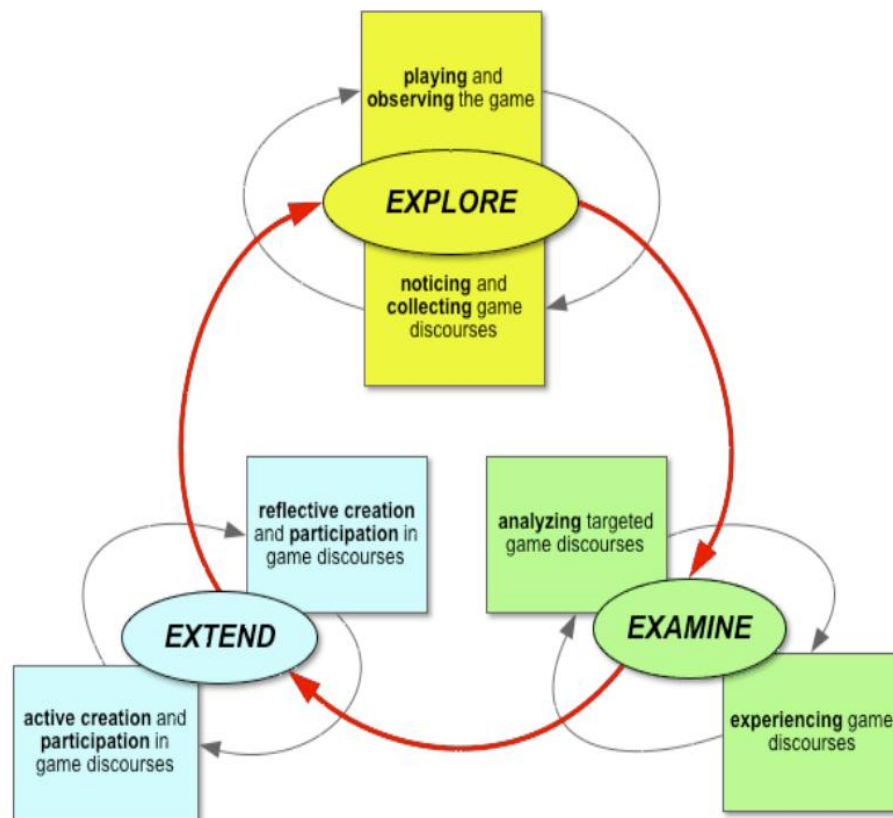 playing and
observing the game
EXPLORE
noticing and
collecting game
discourses
reflective creation
and participation in
game discourses
analyzing targeted
game discourses
EXTEND
EXAMINE
active creation and
participation in
game discourses
experiencing game
discourses